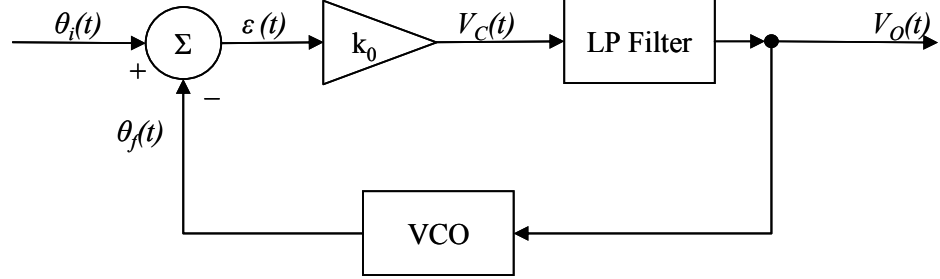 θi(t)
Σ
ε(t)
k0
VC(t)
LP Filter
VO(t)
+
−
θf(t)
VCO